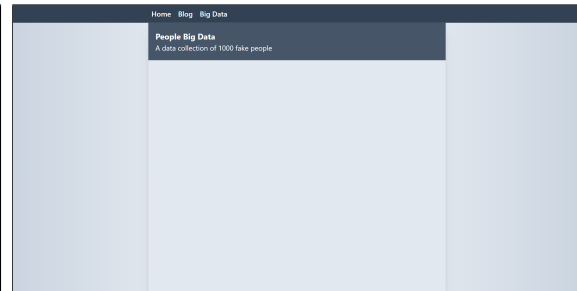 Home Blog Big Data
People Big Data
A data collection of 1000 fake people